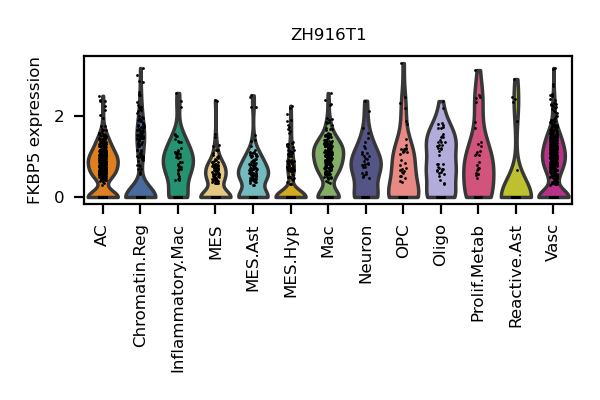 ZH916T1
FKBP5 expression
2
0
AC
Chromatin.Reg
Inflammatory.Mac
MES
MES.Ast
MES.Hyp
Mac
Neuron
OPC
Oligo
Prolif.Metab
Reactive.Ast
Vasc